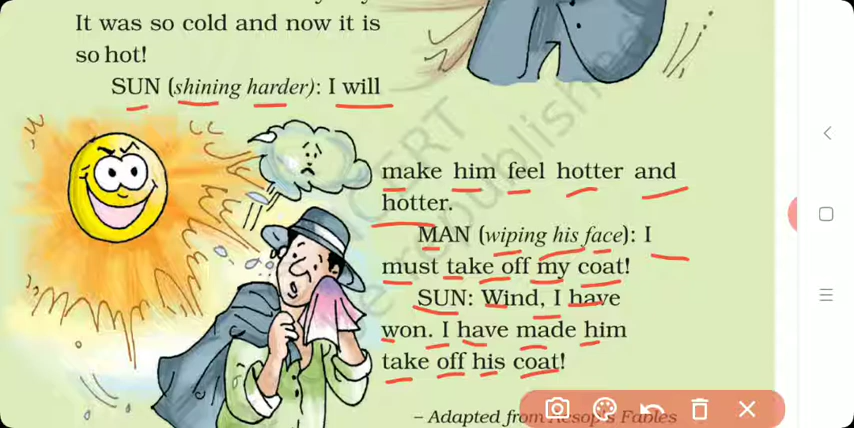 It was so cold and now it is
so hot!
SUN (shining harder): I will
make him feel hotter and
hotter.
MAN (wiping his face): I
must take off my coat!
SUN: Wind, I have
won. I have made him
take off his coat!
– Adapted from Aesop's Fables